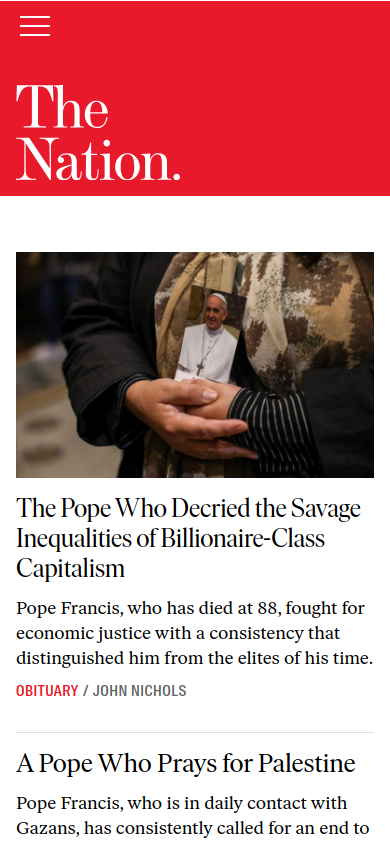 The
Nation.
The Pope Who Decried the Savage
Inequalities of Billionaire-Class
Capitalism
Pope Francis, who has died at 88, fought for
economic justice with a consistency that
distinguished him from the elites of his time.
OBITUARY / JOHN NICHOLS
A Pope Who Prays for Palestine
Pope Francis, who is in daily contact with
Gazans, has consistently called for an end to